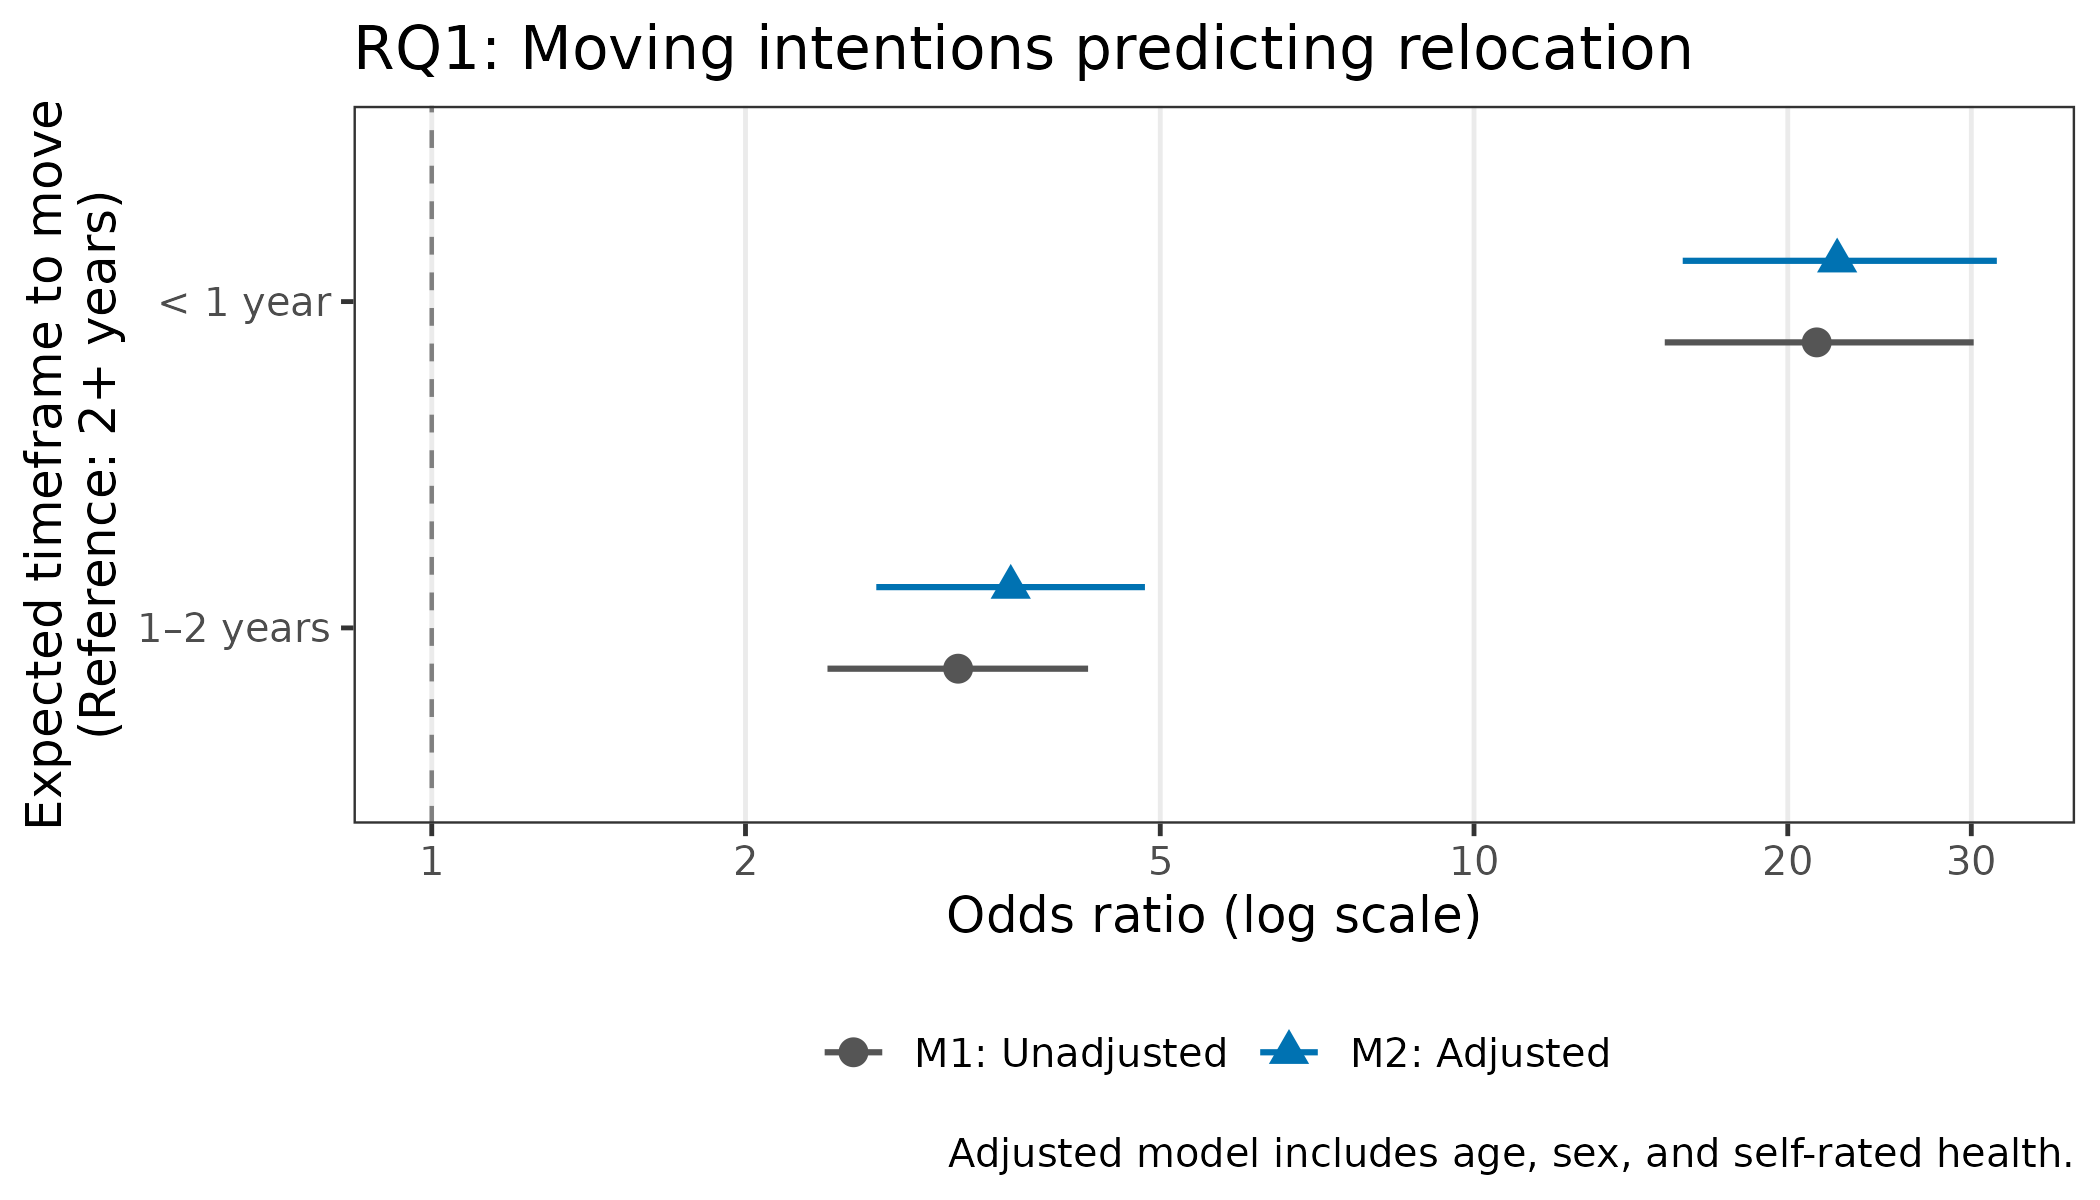 RQ1: Moving intentions predicting relocation
Expected timeframe to move
(Reference: 2+ years)
< 1 year
1–2 years
1
2
5
10
20
30
Odds ratio (log scale)
M1: Unadjusted
M2: Adjusted
Adjusted model includes age, sex, and self-rated health.